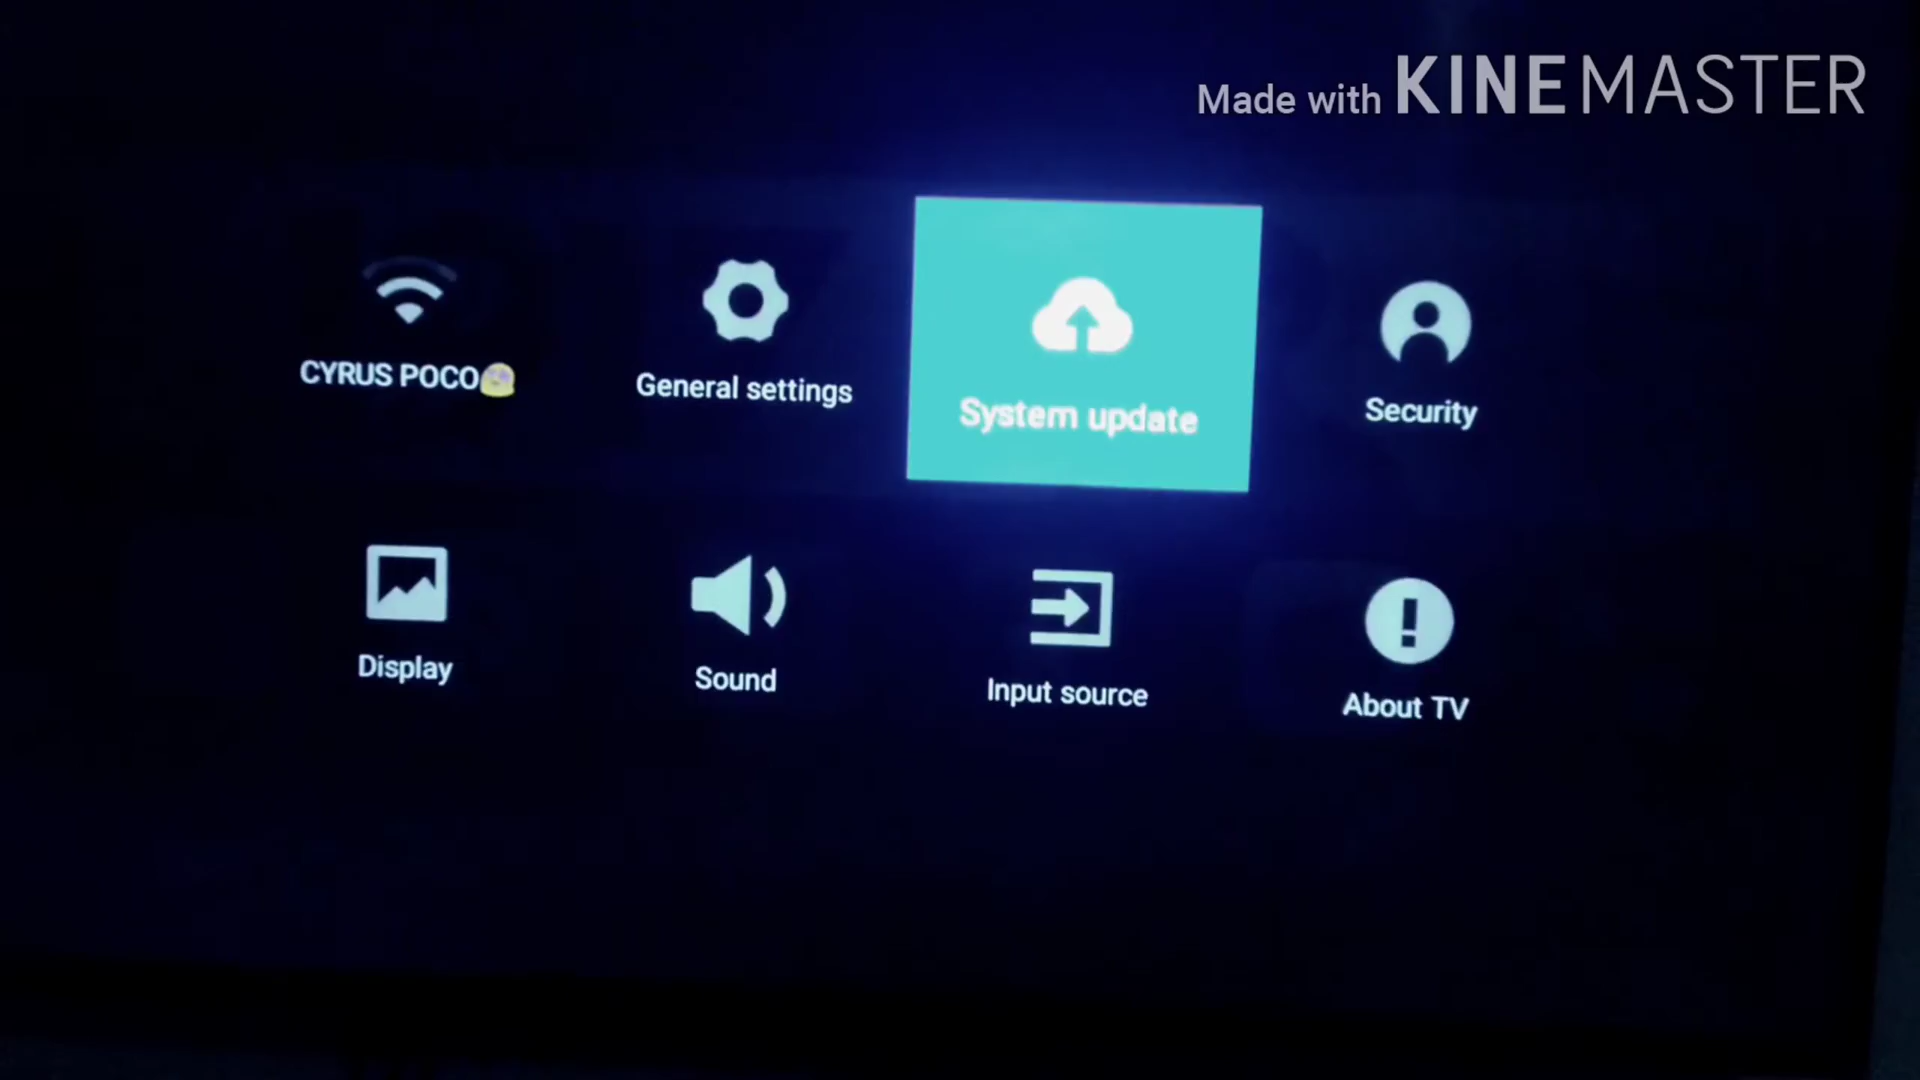 Made with KINEMASTER
CYRUS POCO
General settings
System update
Security
Display
Sound
Input source
About TV